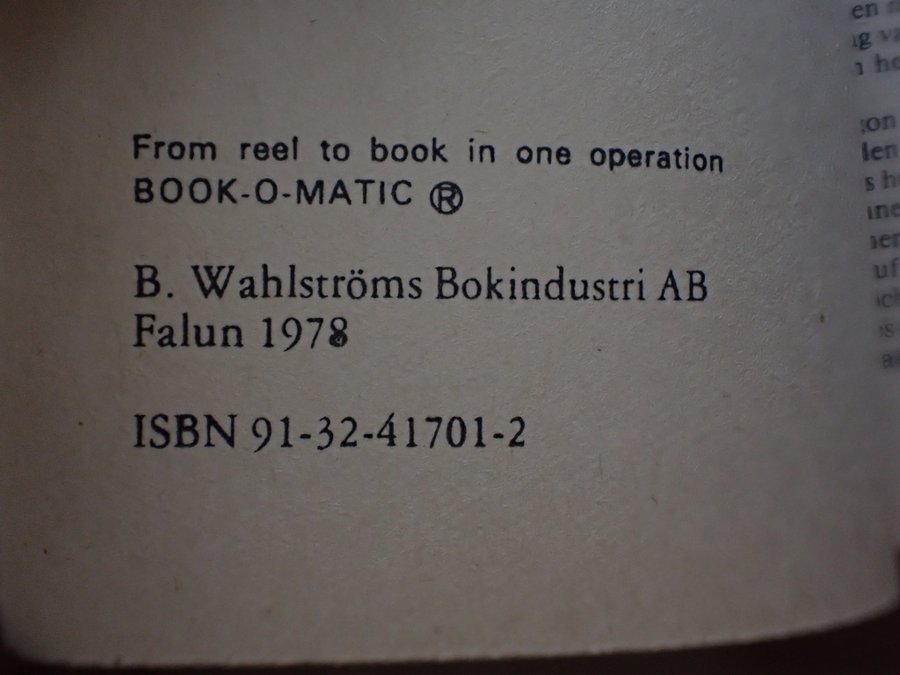 From reel to book in one operation
BOOK-O-MATIC ®
B. Wahlströms Bokindustri AB
Falun 1978
ISBN 91-32-41701-2